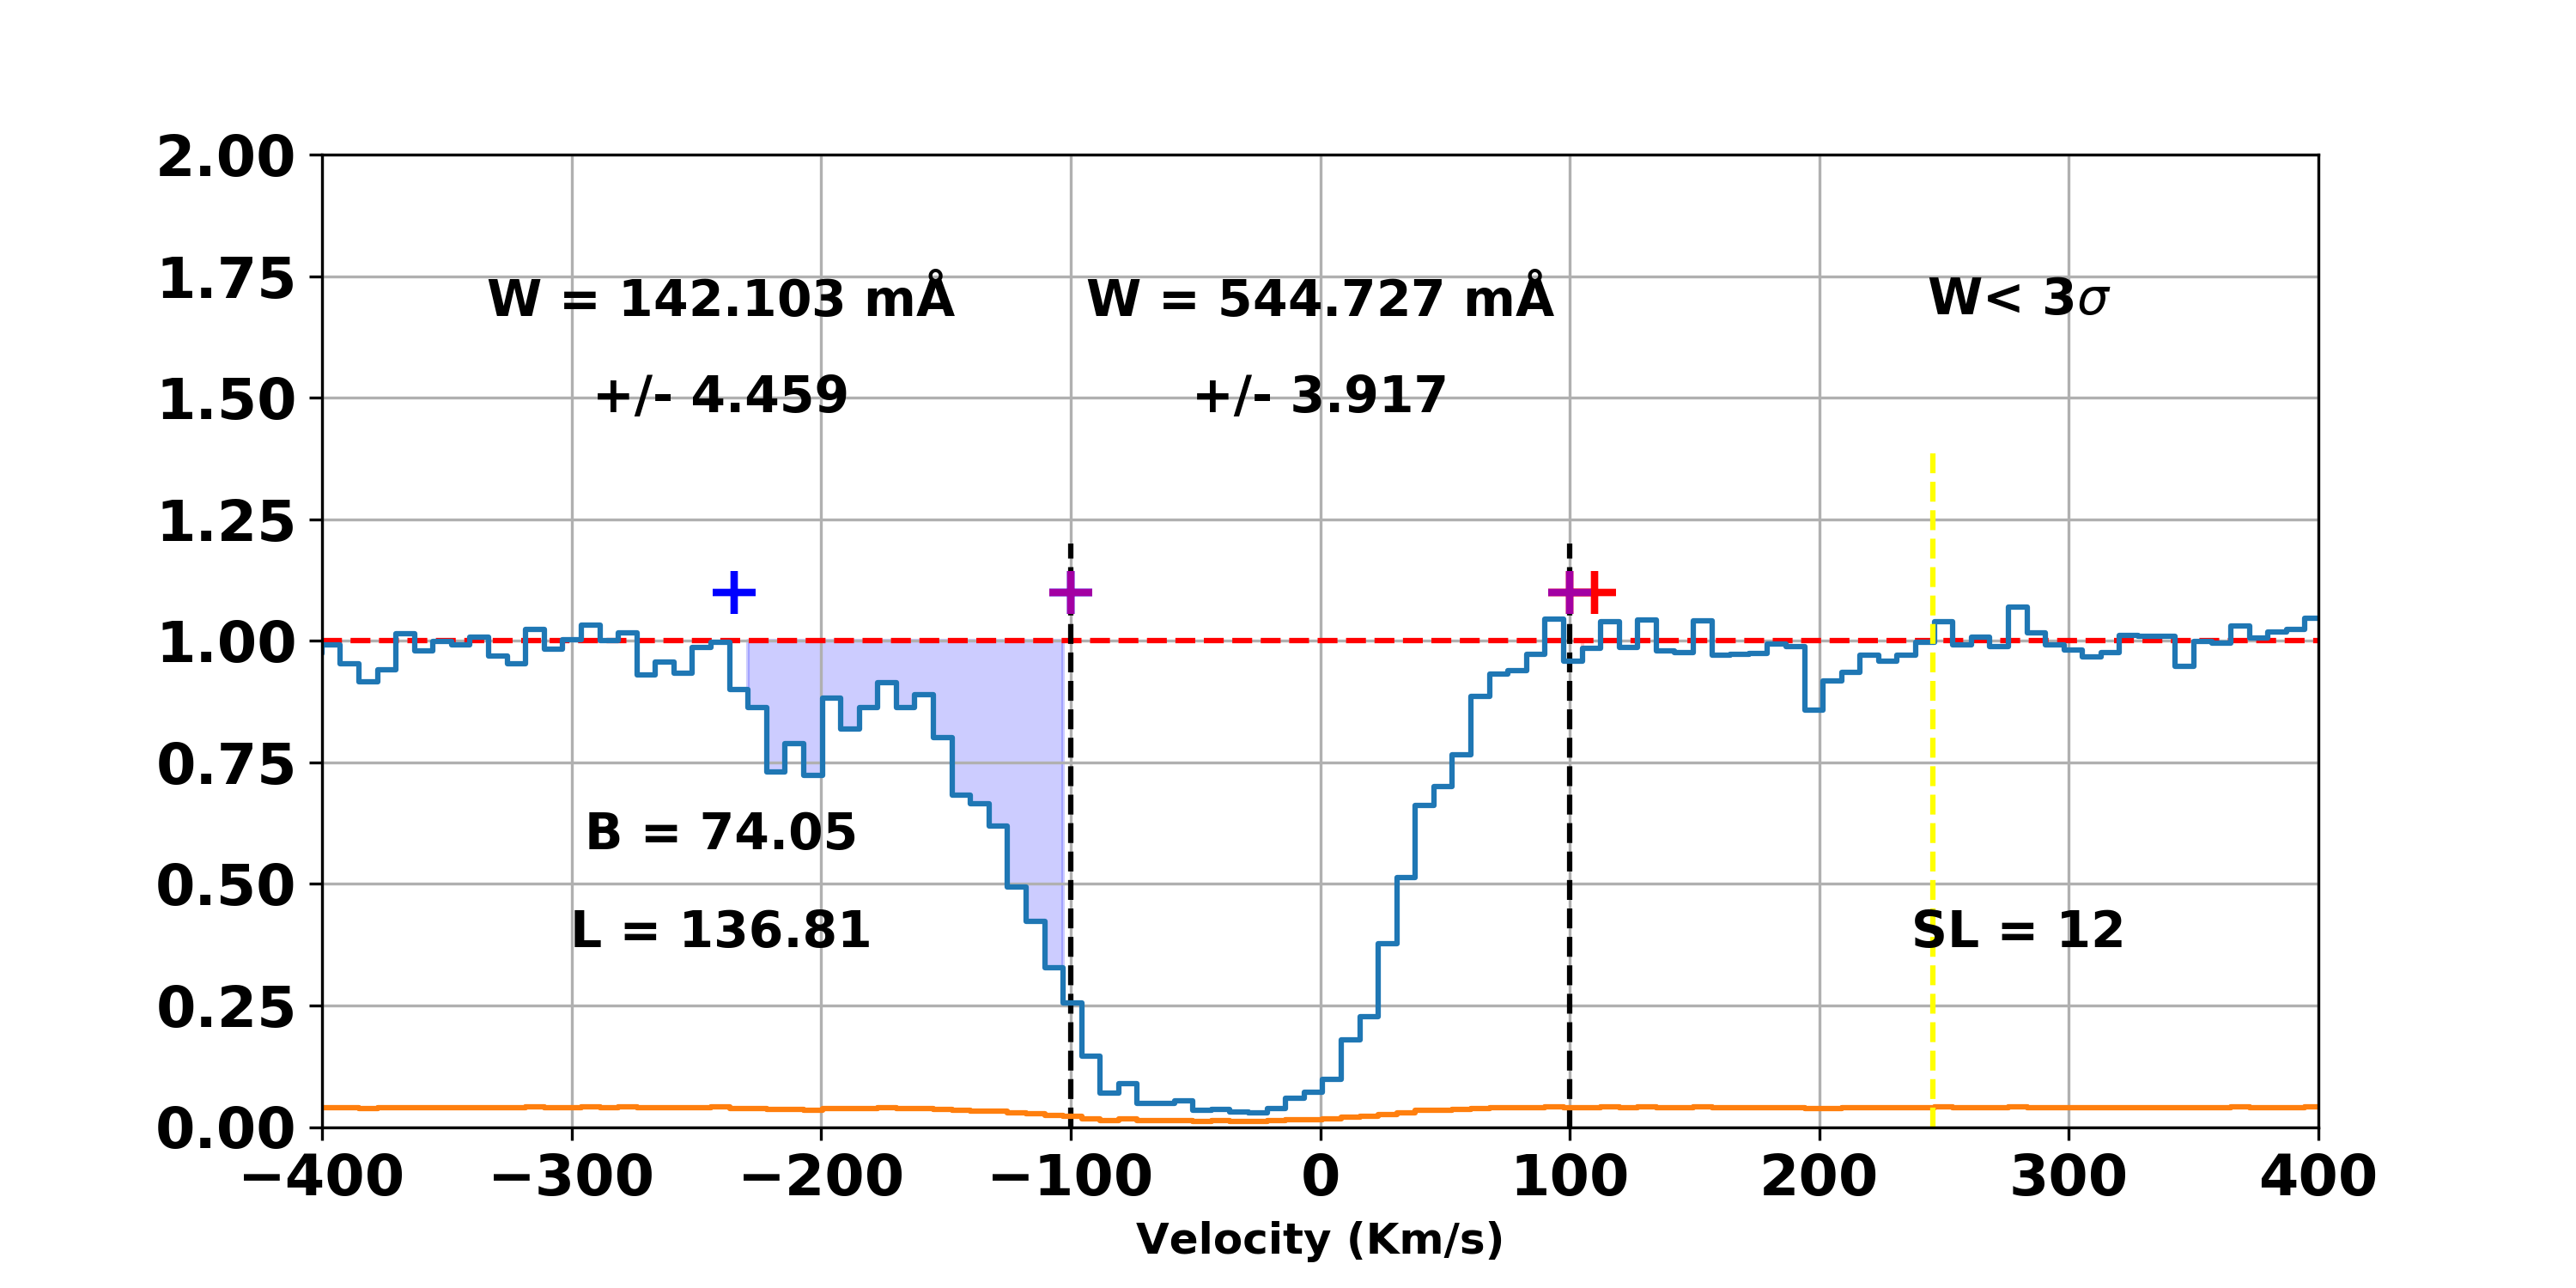 2.00
1.75
1.50
1.25
1.00
0.75
0.50
0.25
0.00
W = 142.103 mÅ
+/- 4.459
W = 544.727 mÅ
+/- 3.917
W< 3σ
B = 74.05
L = 136.81
SL = 12
−400 −300 −200 −100 0 100 200 300 400
Velocity (Km/s)